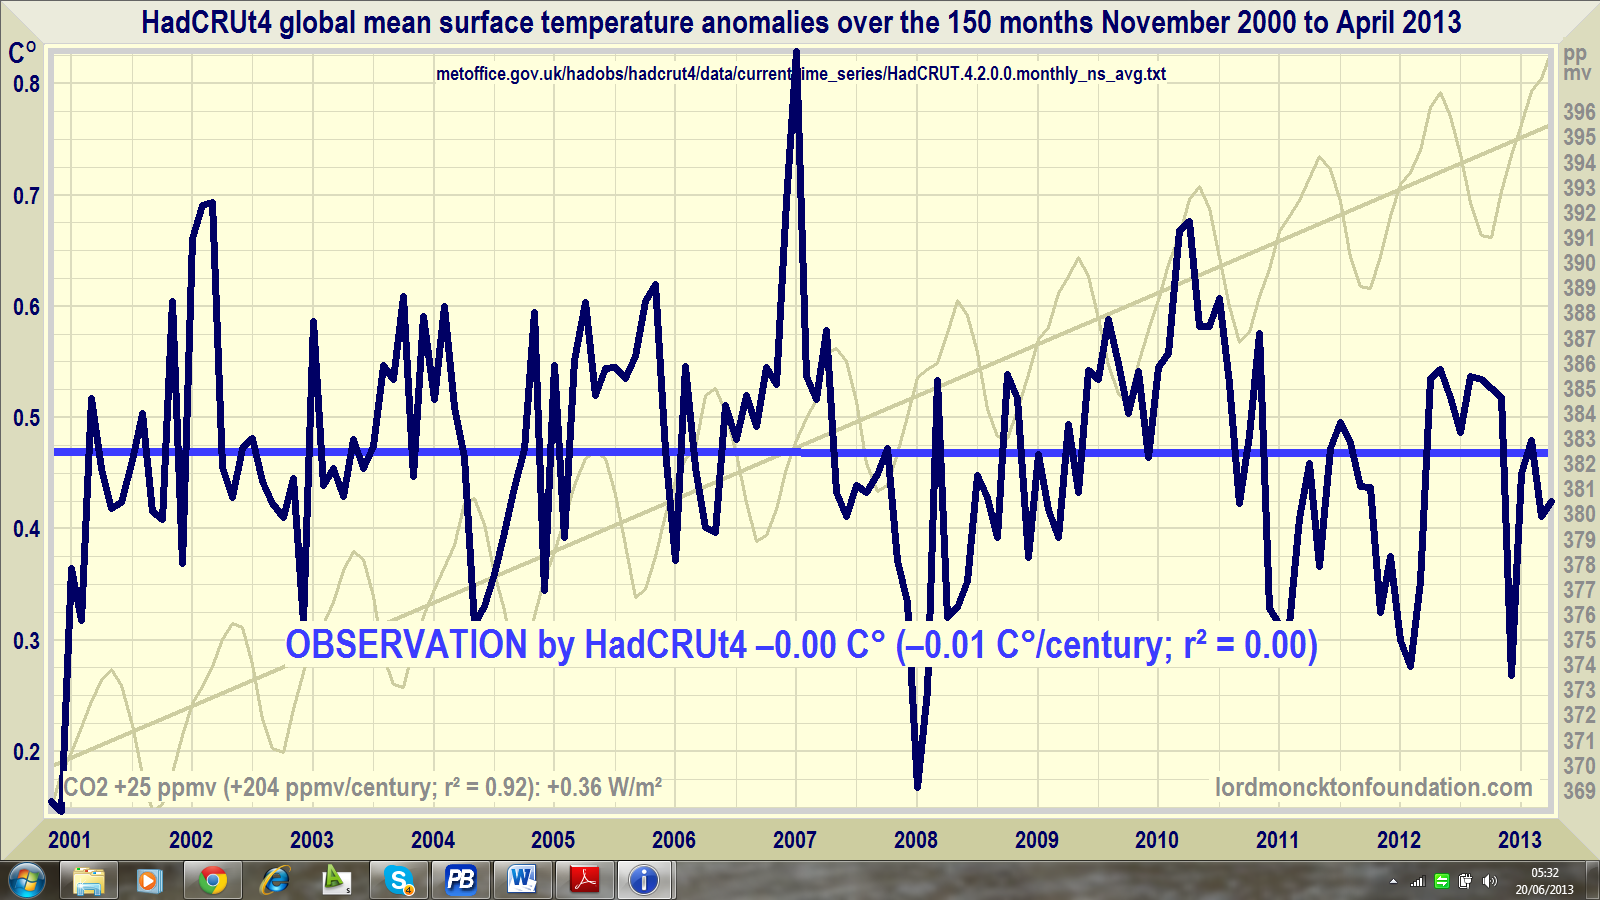 HadCRUt4 global mean surface temperature anomalies over the 150 months November 2000 to April 2013
C°
pp
mv
metoffice.gov.uk/hadobs/hadcrut4/data/current/time_series/HadCRUT.4.2.0.0.monthly_ns_avg.txt
0.8
0.7
0.6
0.5
0.4
0.3
0.2
396
395
394
393
392
391
390
389
388
387
386
385
384
383
382
381
380
379
378
377
376
375
374
373
372
371
370
369
OBSERVATION by HadCRUt4 –0.00 C° (–0.01 C°/century; r² = 0.00)
CO2 +25 ppmv (+204 ppmv/century; r² = 0.92): +0.36 W/m²
lordmoncktonfoundation.com
2001 2002 2003 2004 2005 2006 2007 2008 2009 2010 2011 2012 2013
S
4
PB
W
i
05:32
20/06/2013